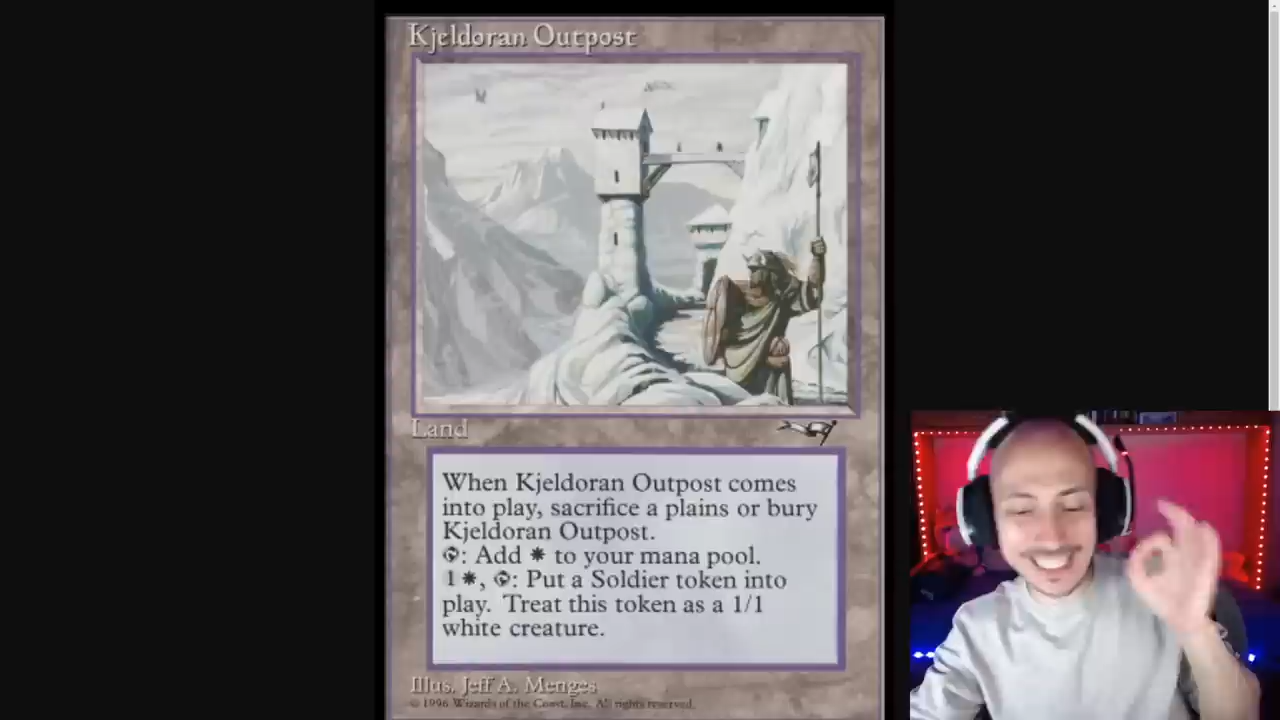 Kjeldoran Outpost
Land
When Kjeldoran Outpost comes
into play, sacrifice a plains or bury
Kjeldoran Outpost.
: Add to your mana pool.
1 , : Put a Soldier token into
play. Treat this token as a 1/1
white creature.
Illus. Jeff A. Menges
© 1996 Wizards of the Coast, Inc. All rights reserved.